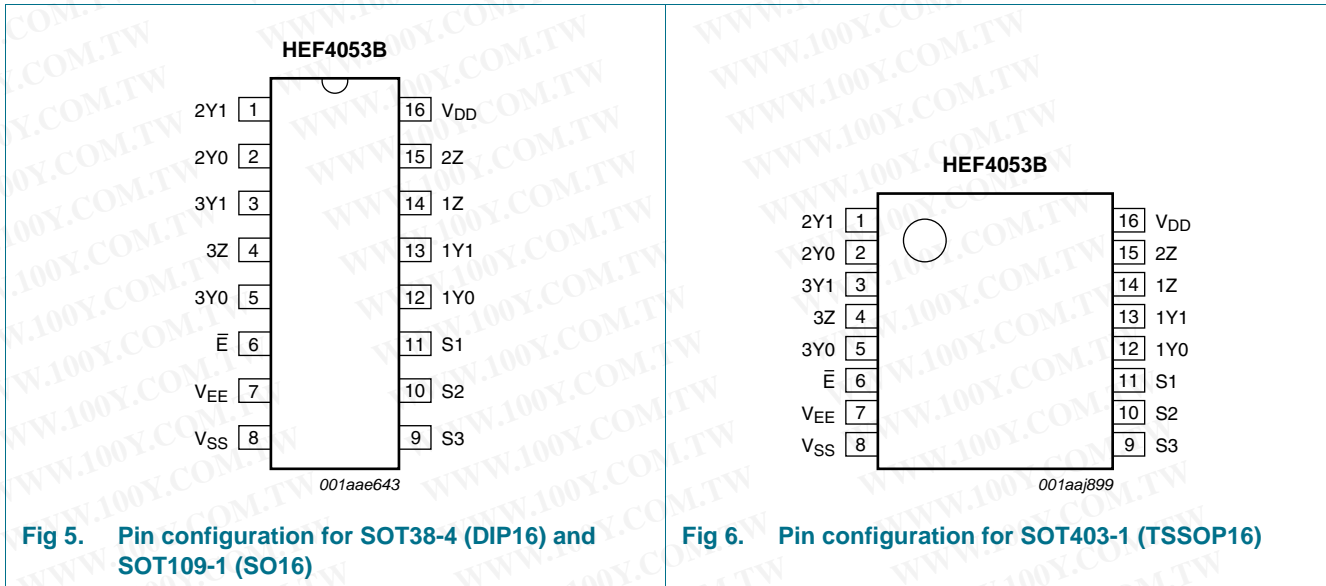 HEF4053B
2Y1 1 16 VDD
2Y0 2 15 2Z
3Y1 3 14 1Z
3Z 4 13 1Y1
3Y0 5 12 1Y0
E̅ 6 11 S1
VEE 7 10 S2
VSS 8 9 S3
001aae643
Fig 5. Pin configuration for SOT38-4 (DIP16) and
SOT109-1 (SO16)
HEF4053B
2Y1 1 16 VDD
2Y0 2 15 2Z
3Y1 3 14 1Z
3Z 4 13 1Y1
3Y0 5 12 1Y0
E̅ 6 11 S1
VEE 7 10 S2
VSS 8 9 S3
001aaj899
Fig 6. Pin configuration for SOT403-1 (TSSOP16)
WWW.100Y.COM.TW